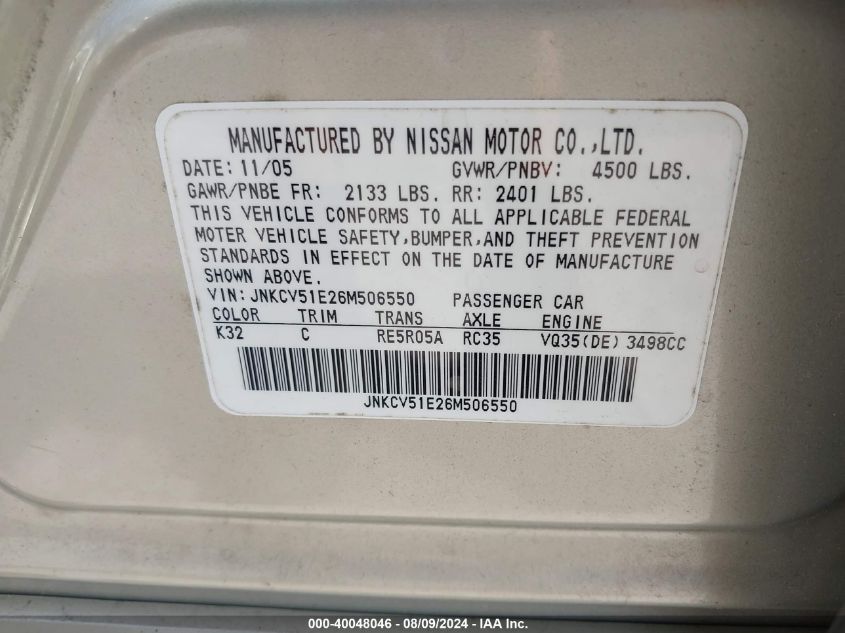 MANUFACTURED BY NISSAN MOTOR CO.,LTD.
DATE: 11/05 GVWR/PNBV: 4500 LBS.
GAWR/PNBE FR: 2133 LBS. RR: 2401 LBS.
THIS VEHICLE CONFORMS TO ALL APPLICABLE FEDERAL
MOTER VEHICLE SAFETY,BUMPER,AND THEFT PREVENTION
STANDARDS IN EFFECT ON THE DATE OF MANUFACTURE
SHOWN ABOVE.
VIN: JNKCV51E26M506550 PASSENGER CAR
COLOR TRIM TRANS AXLE ENGINE
K32 C RE5R05A RC35 VQ35(DE) 3498CC
JNKCV51E26M506550
000-40048046 - 08/09/2024 - IAA Inc.